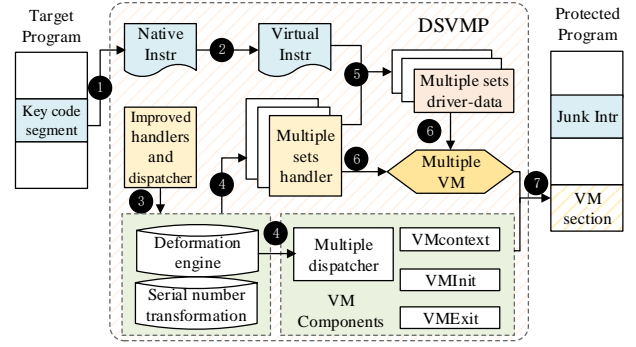 Target
Program
DSVMP
Protected
Program
Native
Instr
2
Virtual
Instr
1
Key code
segment
5
Multiple sets
driver-data
Junk Intr
Improved
handlers and
dispatcher
Multiple
sets
handler
6
6
Multiple
VM
4
3
7
VM
section
Deformation
engine
4
Multiple
dispatcher
VMcontext
VMInit
Serial number
transformation
VM
Components
VMExit